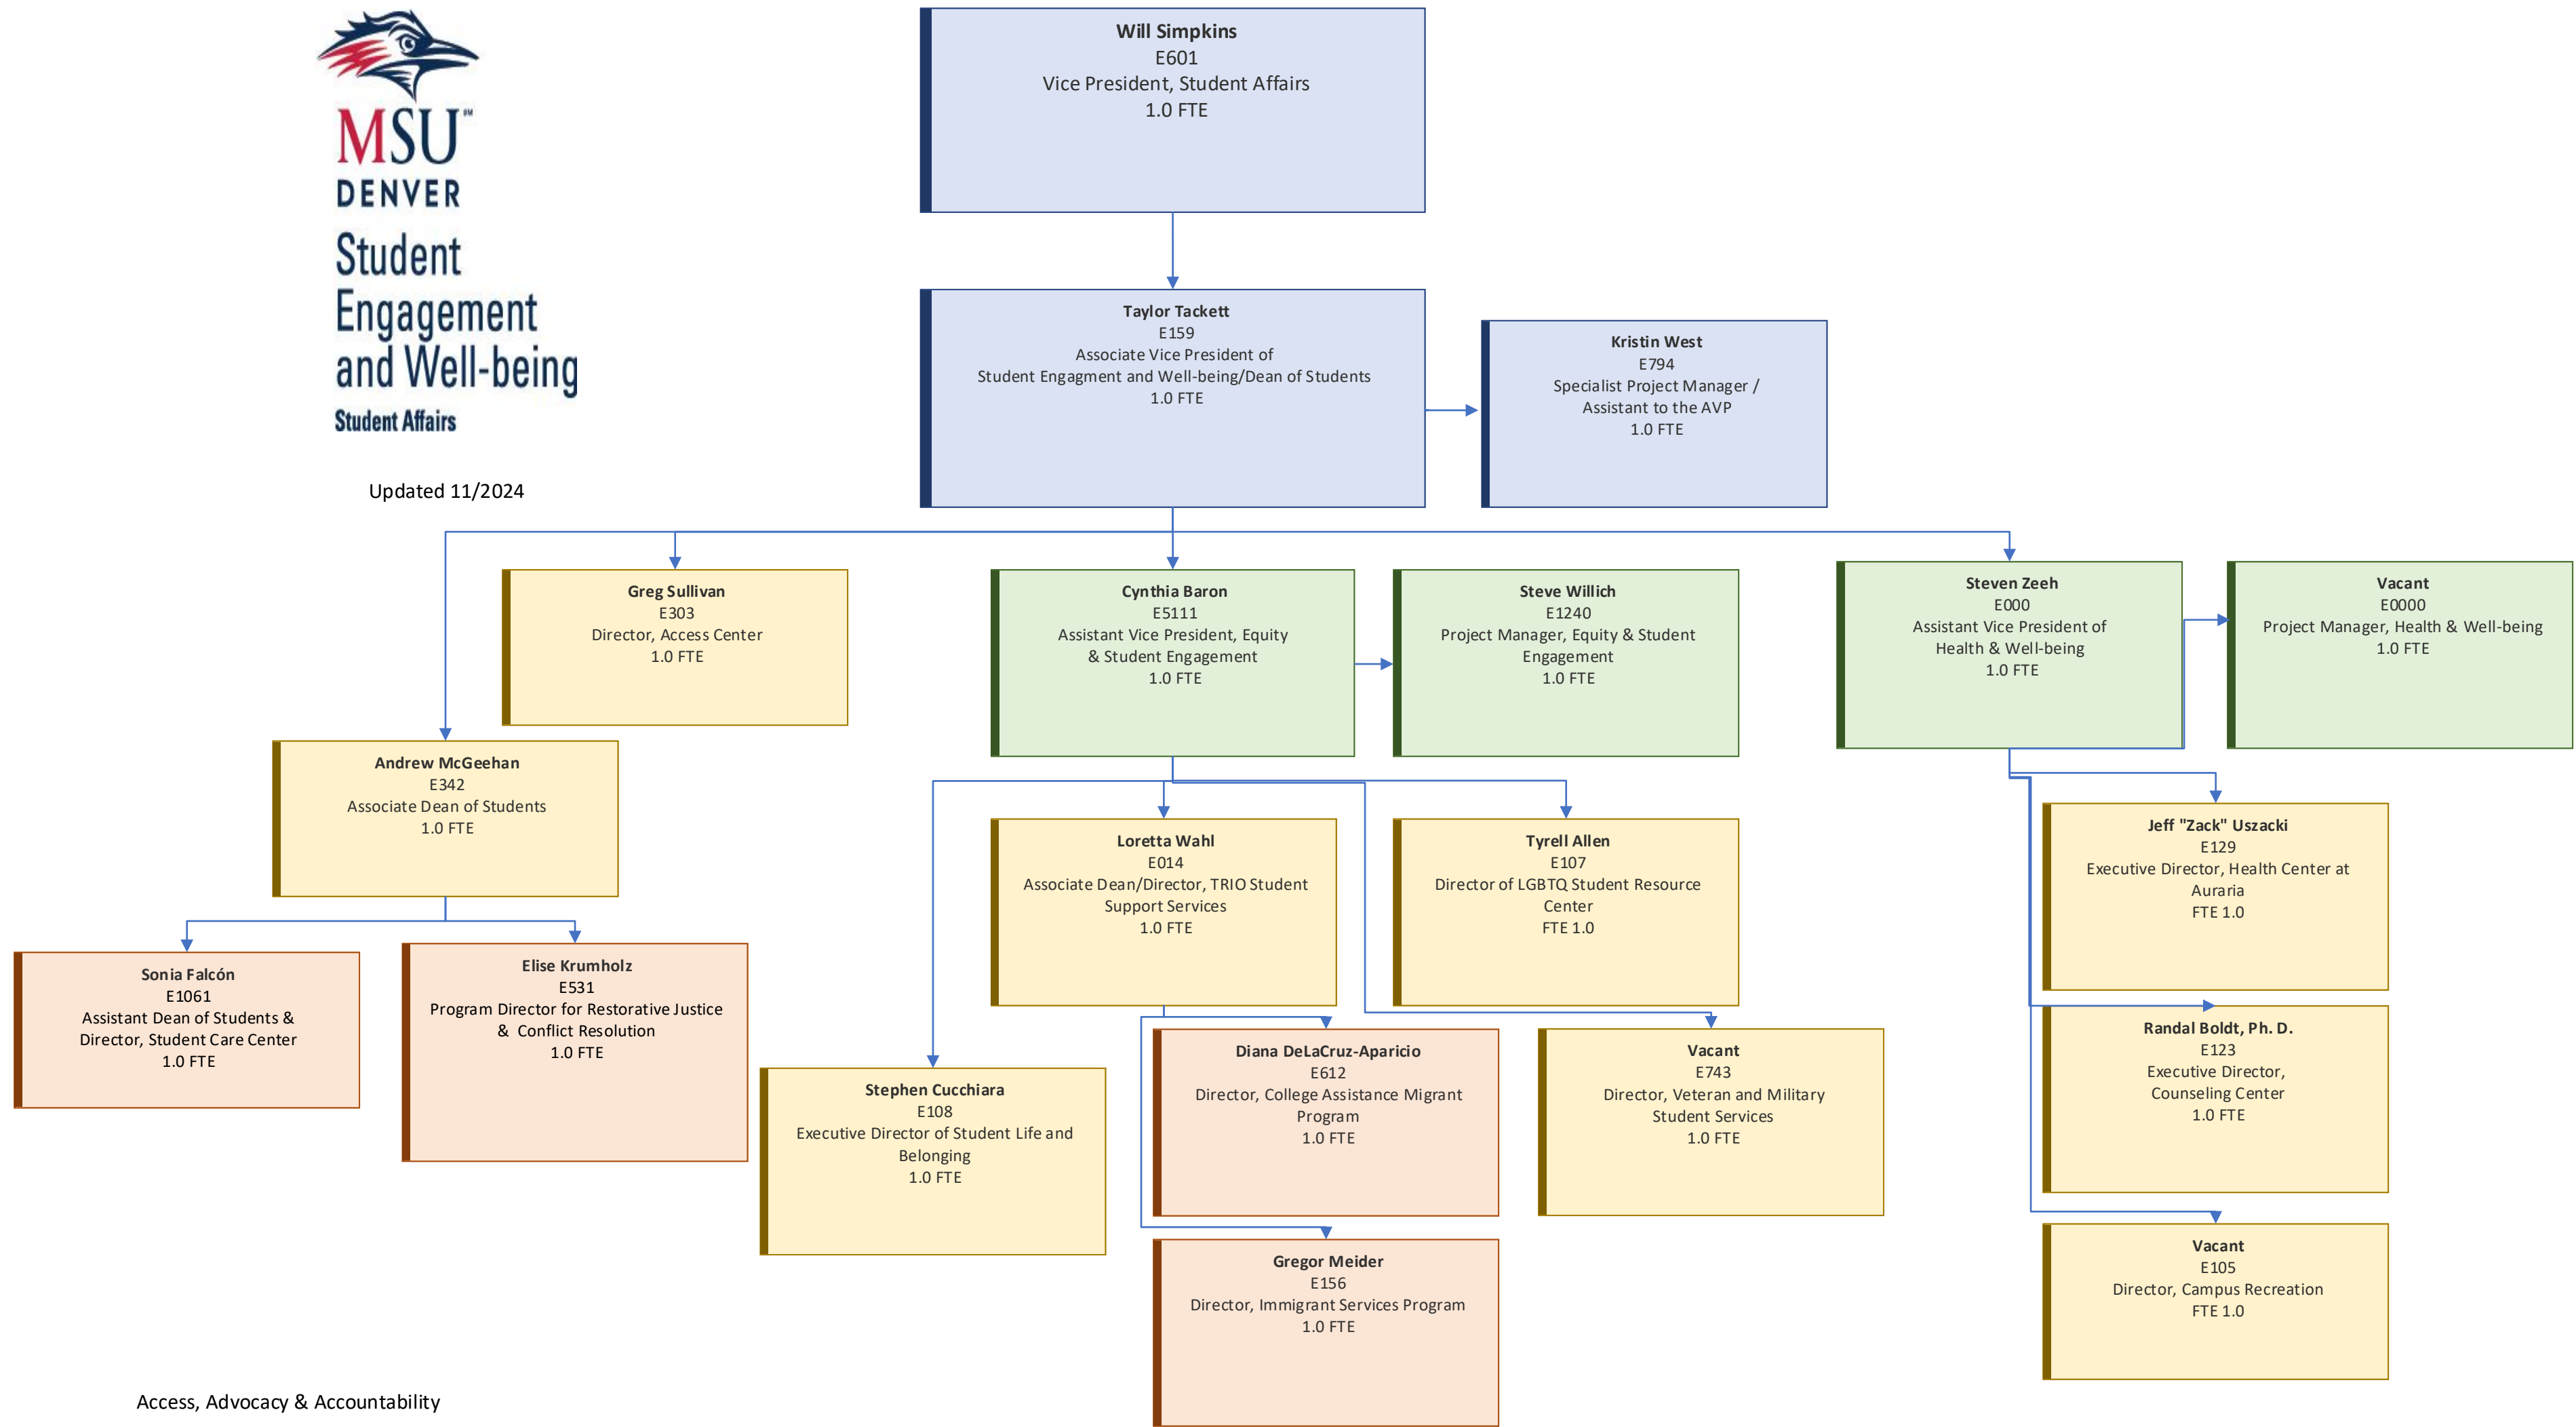 MSU℠
DENVER
Student
Engagement
and Well-being
Student Affairs
Updated 11/2024
Will Simpkins
E601
Vice President, Student Affairs
1.0 FTE
Taylor Tackett
E159
Associate Vice President of
Student Engagment and Well-being/Dean of Students
1.0 FTE
Kristin West
E794
Specialist Project Manager /
Assistant to the AVP
1.0 FTE
Greg Sullivan
E303
Director, Access Center
1.0 FTE
Cynthia Baron
E5111
Assistant Vice President, Equity
& Student Engagement
1.0 FTE
Steve Willich
E1240
Project Manager, Equity & Student
Engagement
1.0 FTE
Steven Zeeh
E000
Assistant Vice President of
Health & Well-being
1.0 FTE
Vacant
E0000
Project Manager, Health & Well-being
1.0 FTE
Andrew McGeehan
E342
Associate Dean of Students
1.0 FTE
Loretta Wahl
E014
Associate Dean/Director, TRIO Student
Support Services
1.0 FTE
Tyrell Allen
E107
Director of LGBTQ Student Resource
Center
FTE 1.0
Jeff "Zack" Uszacki
E129
Executive Director, Health Center at
Auraria
FTE 1.0
Sonia Falcón
E1061
Assistant Dean of Students &
Director, Student Care Center
1.0 FTE
Elise Krumholz
E531
Program Director for Restorative Justice
& Conflict Resolution
1.0 FTE
Stephen Cucchiara
E108
Executive Director of Student Life and
Belonging
1.0 FTE
Diana DeLaCruz-Aparicio
E612
Director, College Assistance Migrant
Program
1.0 FTE
Vacant
E743
Director, Veteran and Military
Student Services
1.0 FTE
Randal Boldt, Ph. D.
E123
Executive Director,
Counseling Center
1.0 FTE
Gregor Meider
E156
Director, Immigrant Services Program
1.0 FTE
Vacant
E105
Director, Campus Recreation
FTE 1.0
Access, Advocacy & Accountability